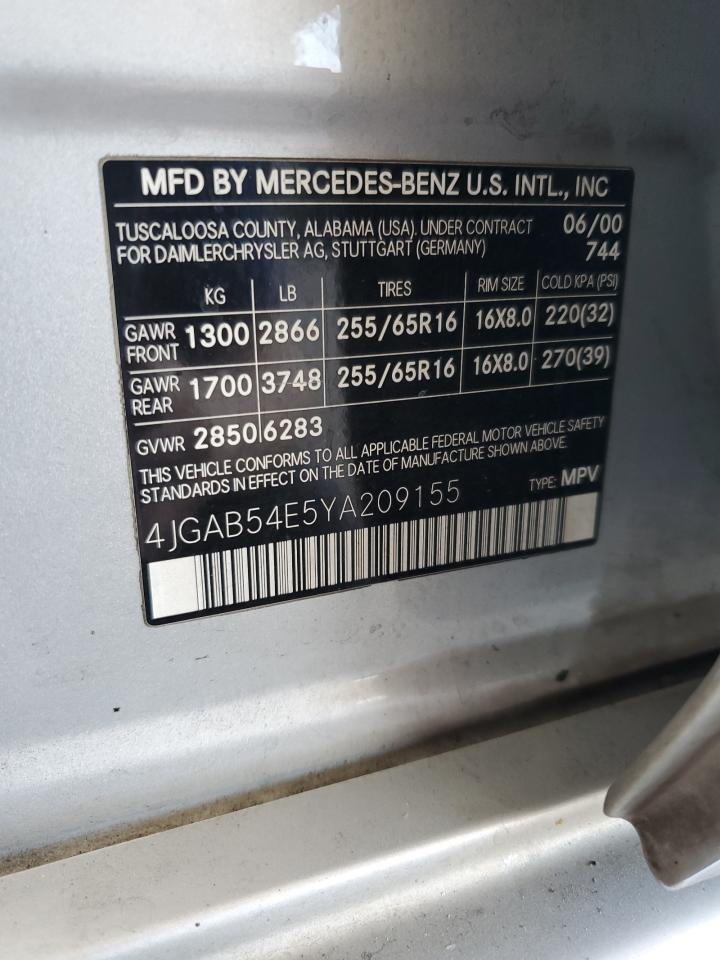 MFD BY MERCEDES-BENZ U.S. INTL., INC
TUSCALOOSA COUNTY, ALABAMA (USA). UNDER CONTRACT 06/00
FOR DAIMLERCHRYSLER AG, STUTTGART (GERMANY) 744
KG LB TIRES RIM SIZE COLD KPA (PSI)
GAWR FRONT 1300 2866 255/65R16 16X8.0 220(32)
GAWR REAR 1700 3748 255/65R16 16X8.0 270(39)
GVWR 2850 6283
THIS VEHICLE CONFORMS TO ALL APPLICABLE FEDERAL MOTOR VEHICLE SAFETY
STANDARDS IN EFFECT ON THE DATE OF MANUFACTURE SHOWN ABOVE.
4JGAB54E5YA209155 TYPE: MPV